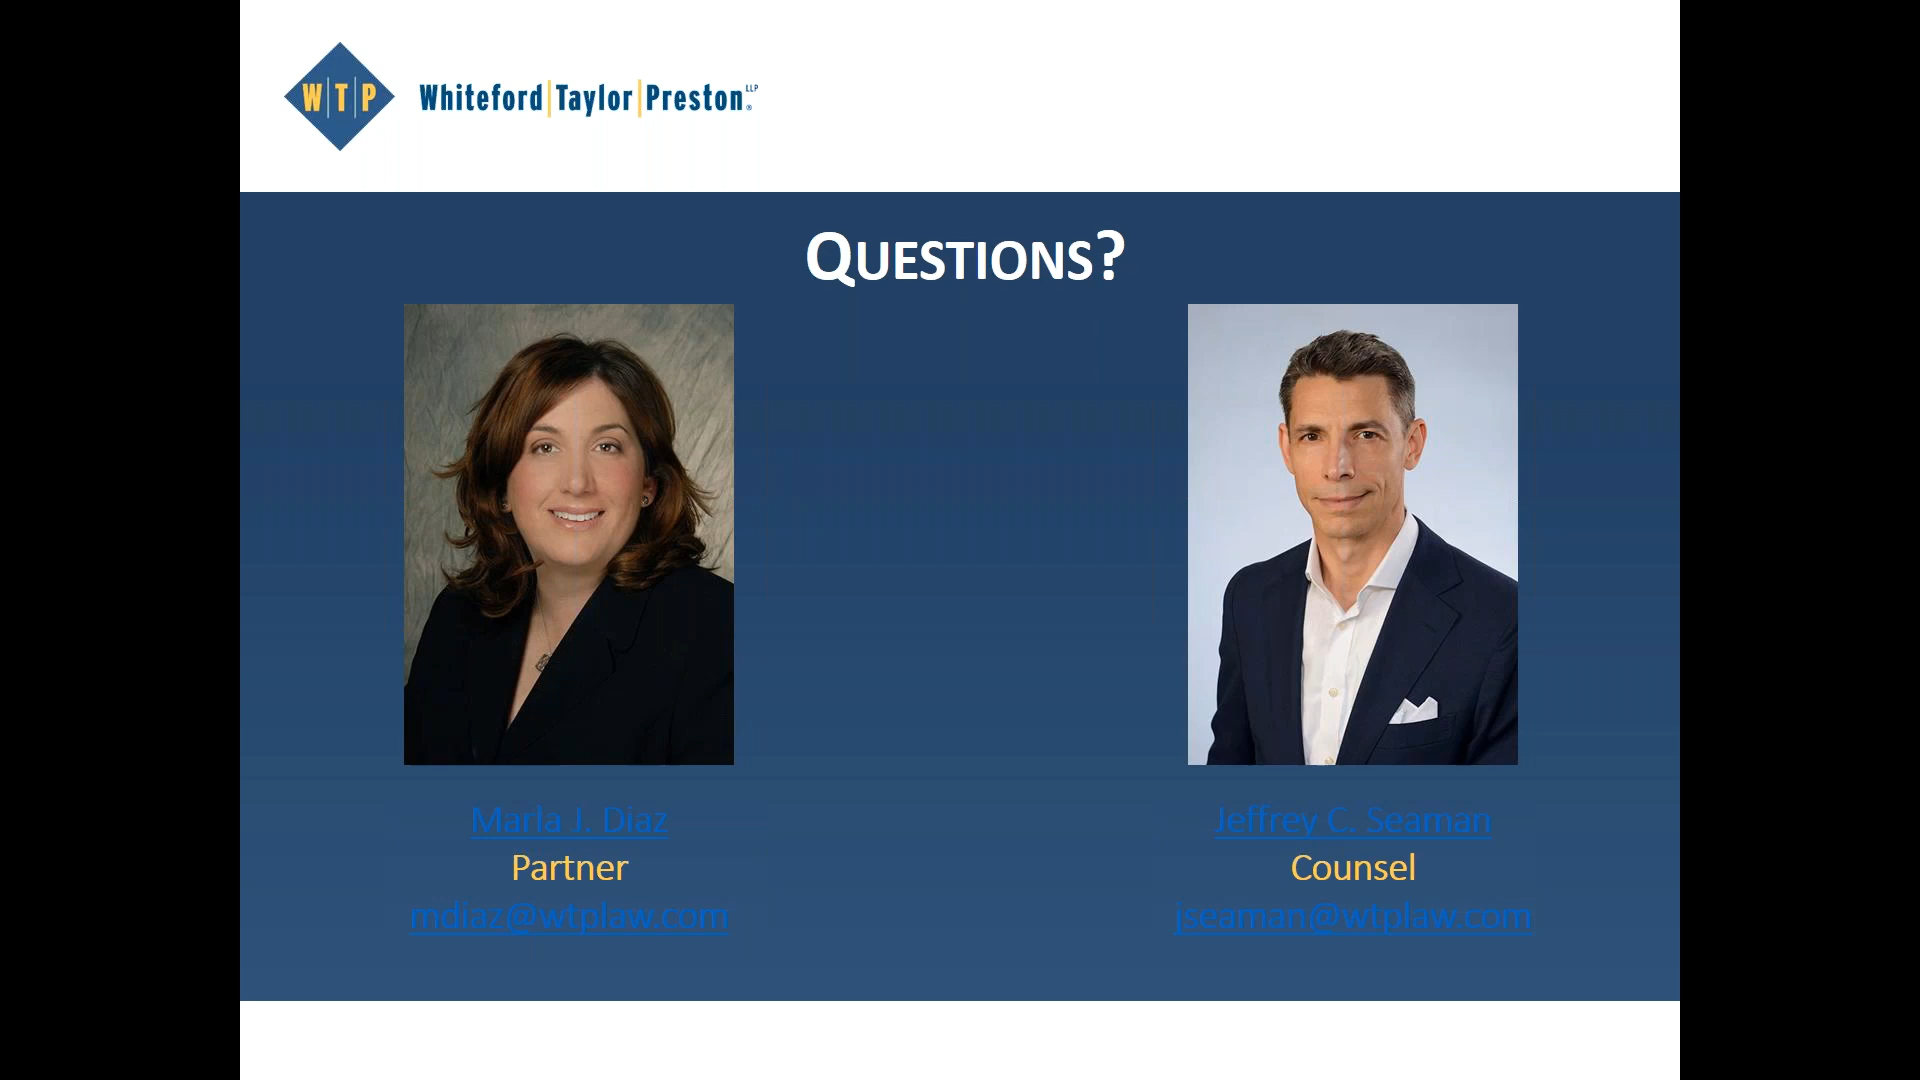 W T P
Whiteford Taylor Preston LLP ®
QUESTIONS?
Marla J. Diaz
Partner
mdiaz@wtplaw.com
Jeffrey C. Seaman
Counsel
jseaman@wtplaw.com